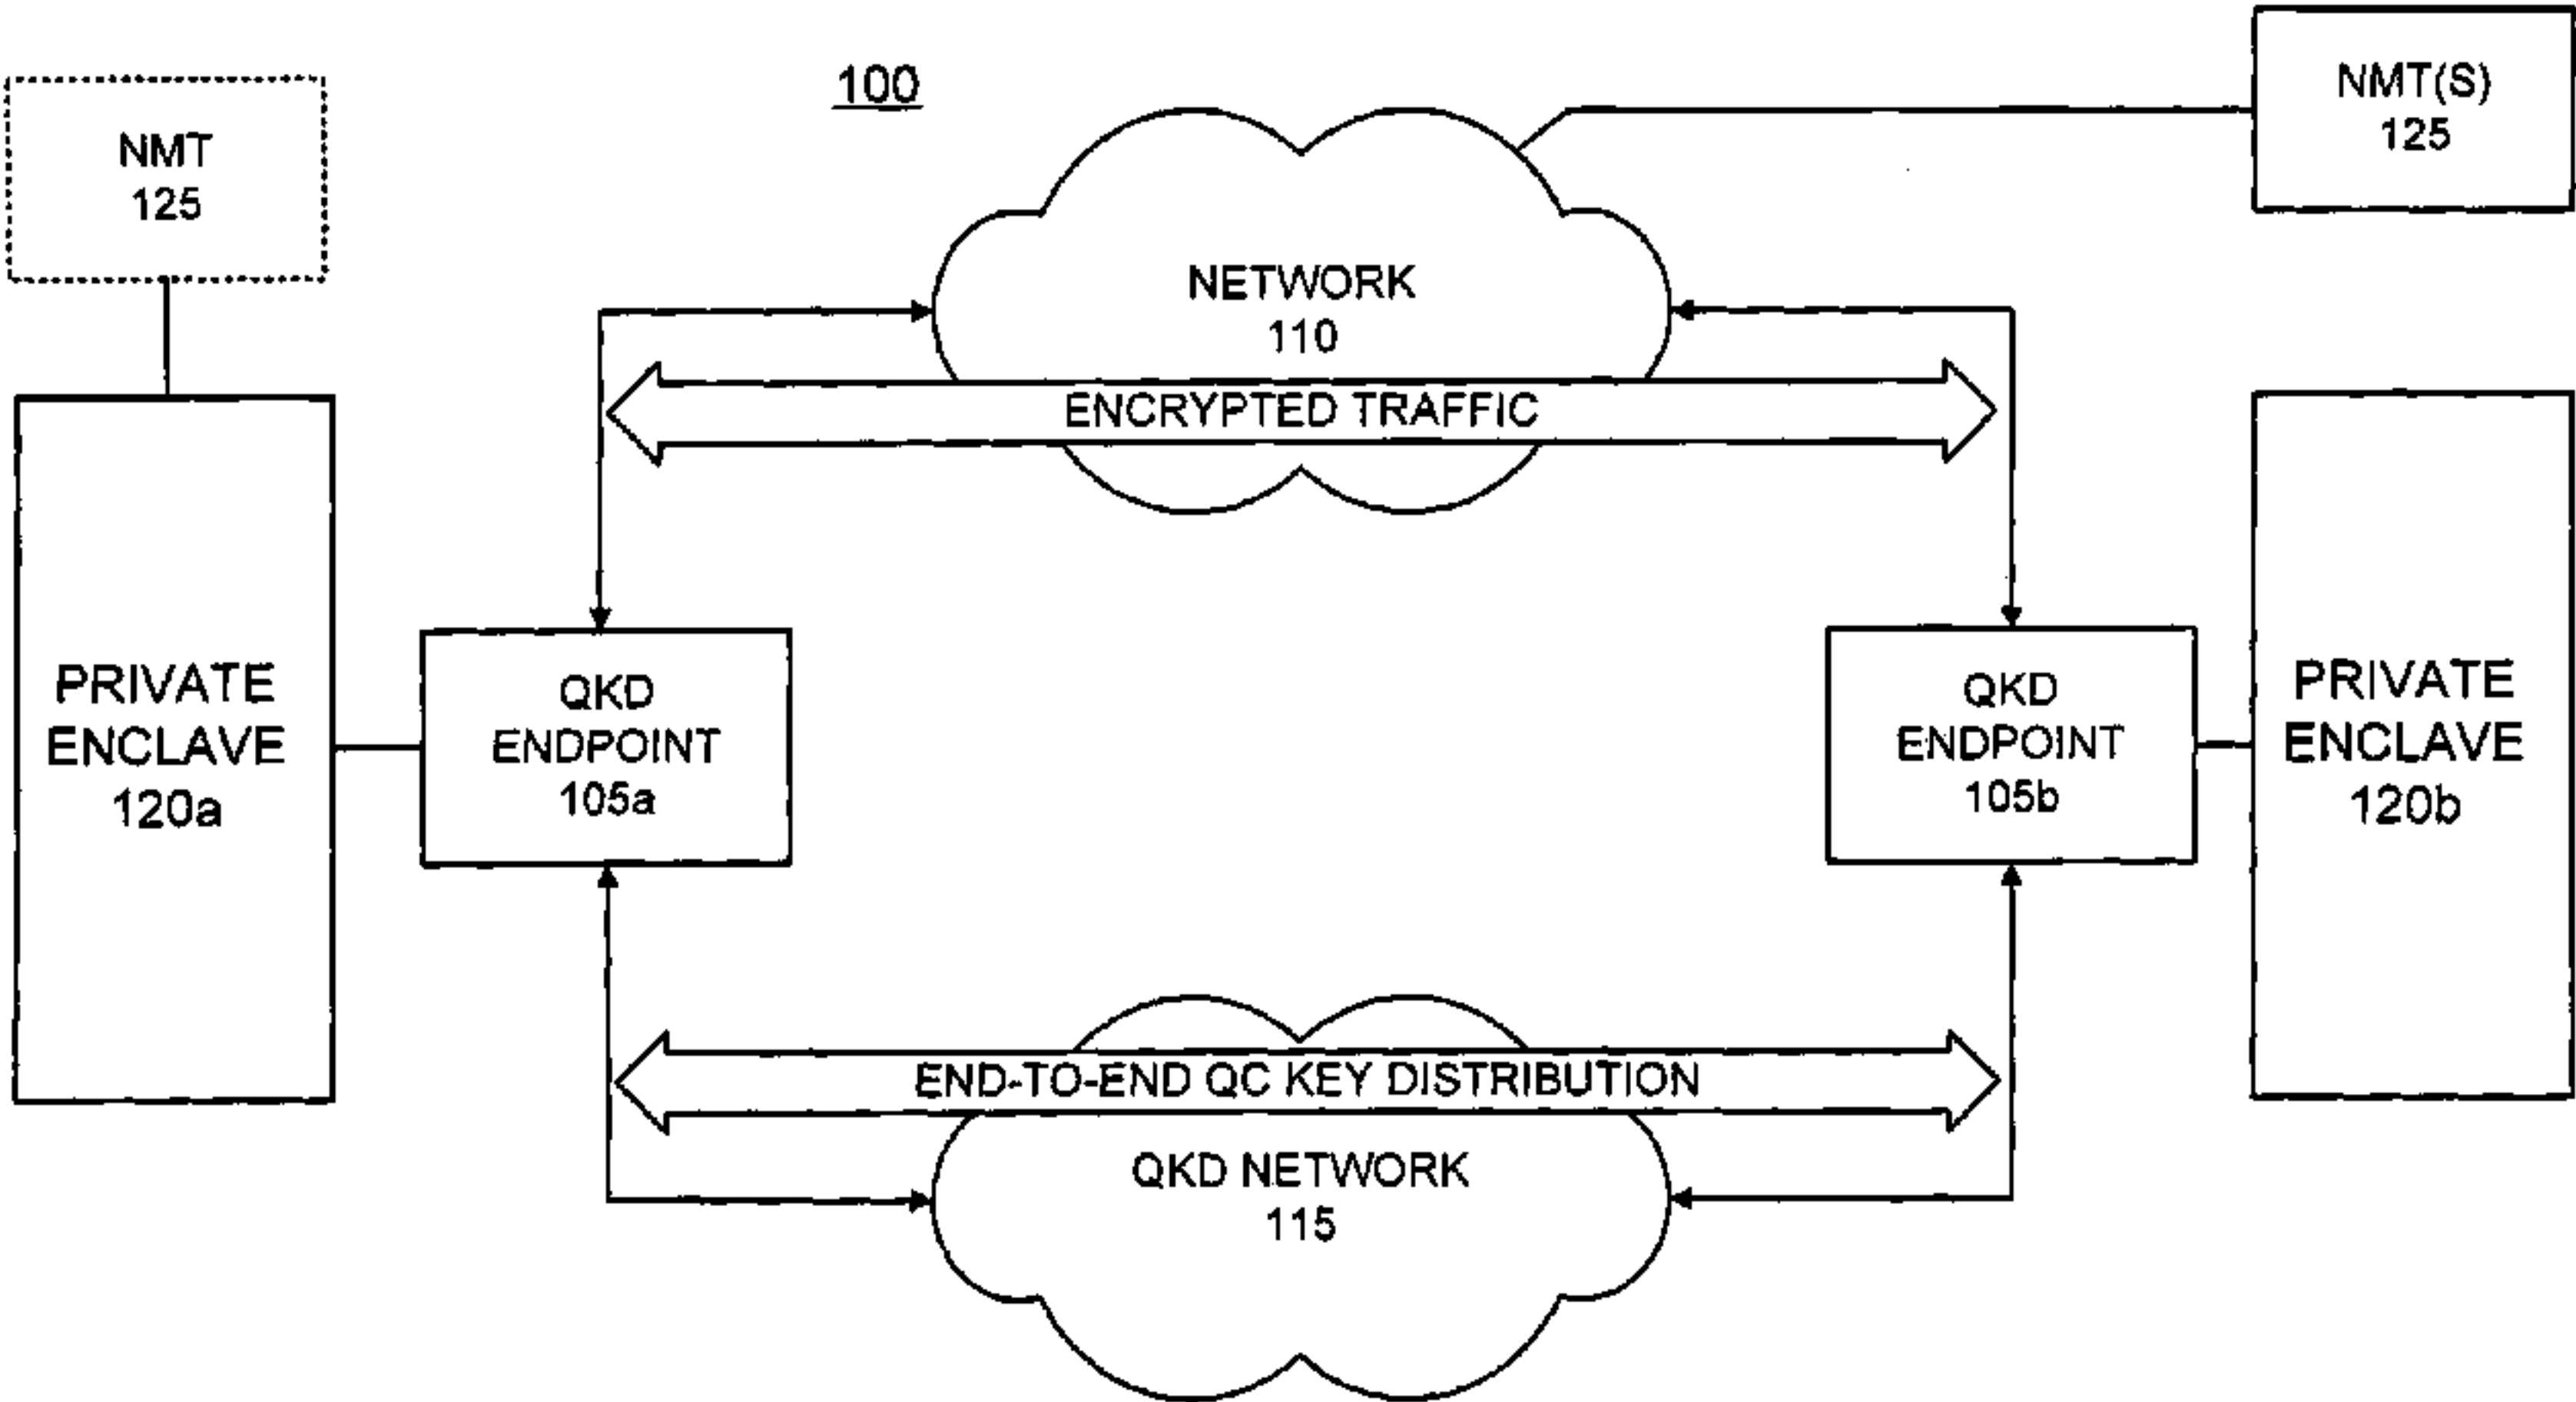 100
NMT
125
NMT(S)
125
NETWORK
110
ENCRYPTED TRAFFIC
PRIVATE
ENCLAVE
120a
QKD
ENDPOINT
105a
QKD
ENDPOINT
105b
PRIVATE
ENCLAVE
120b
END-TO-END QC KEY DISTRIBUTION
QKD NETWORK
115